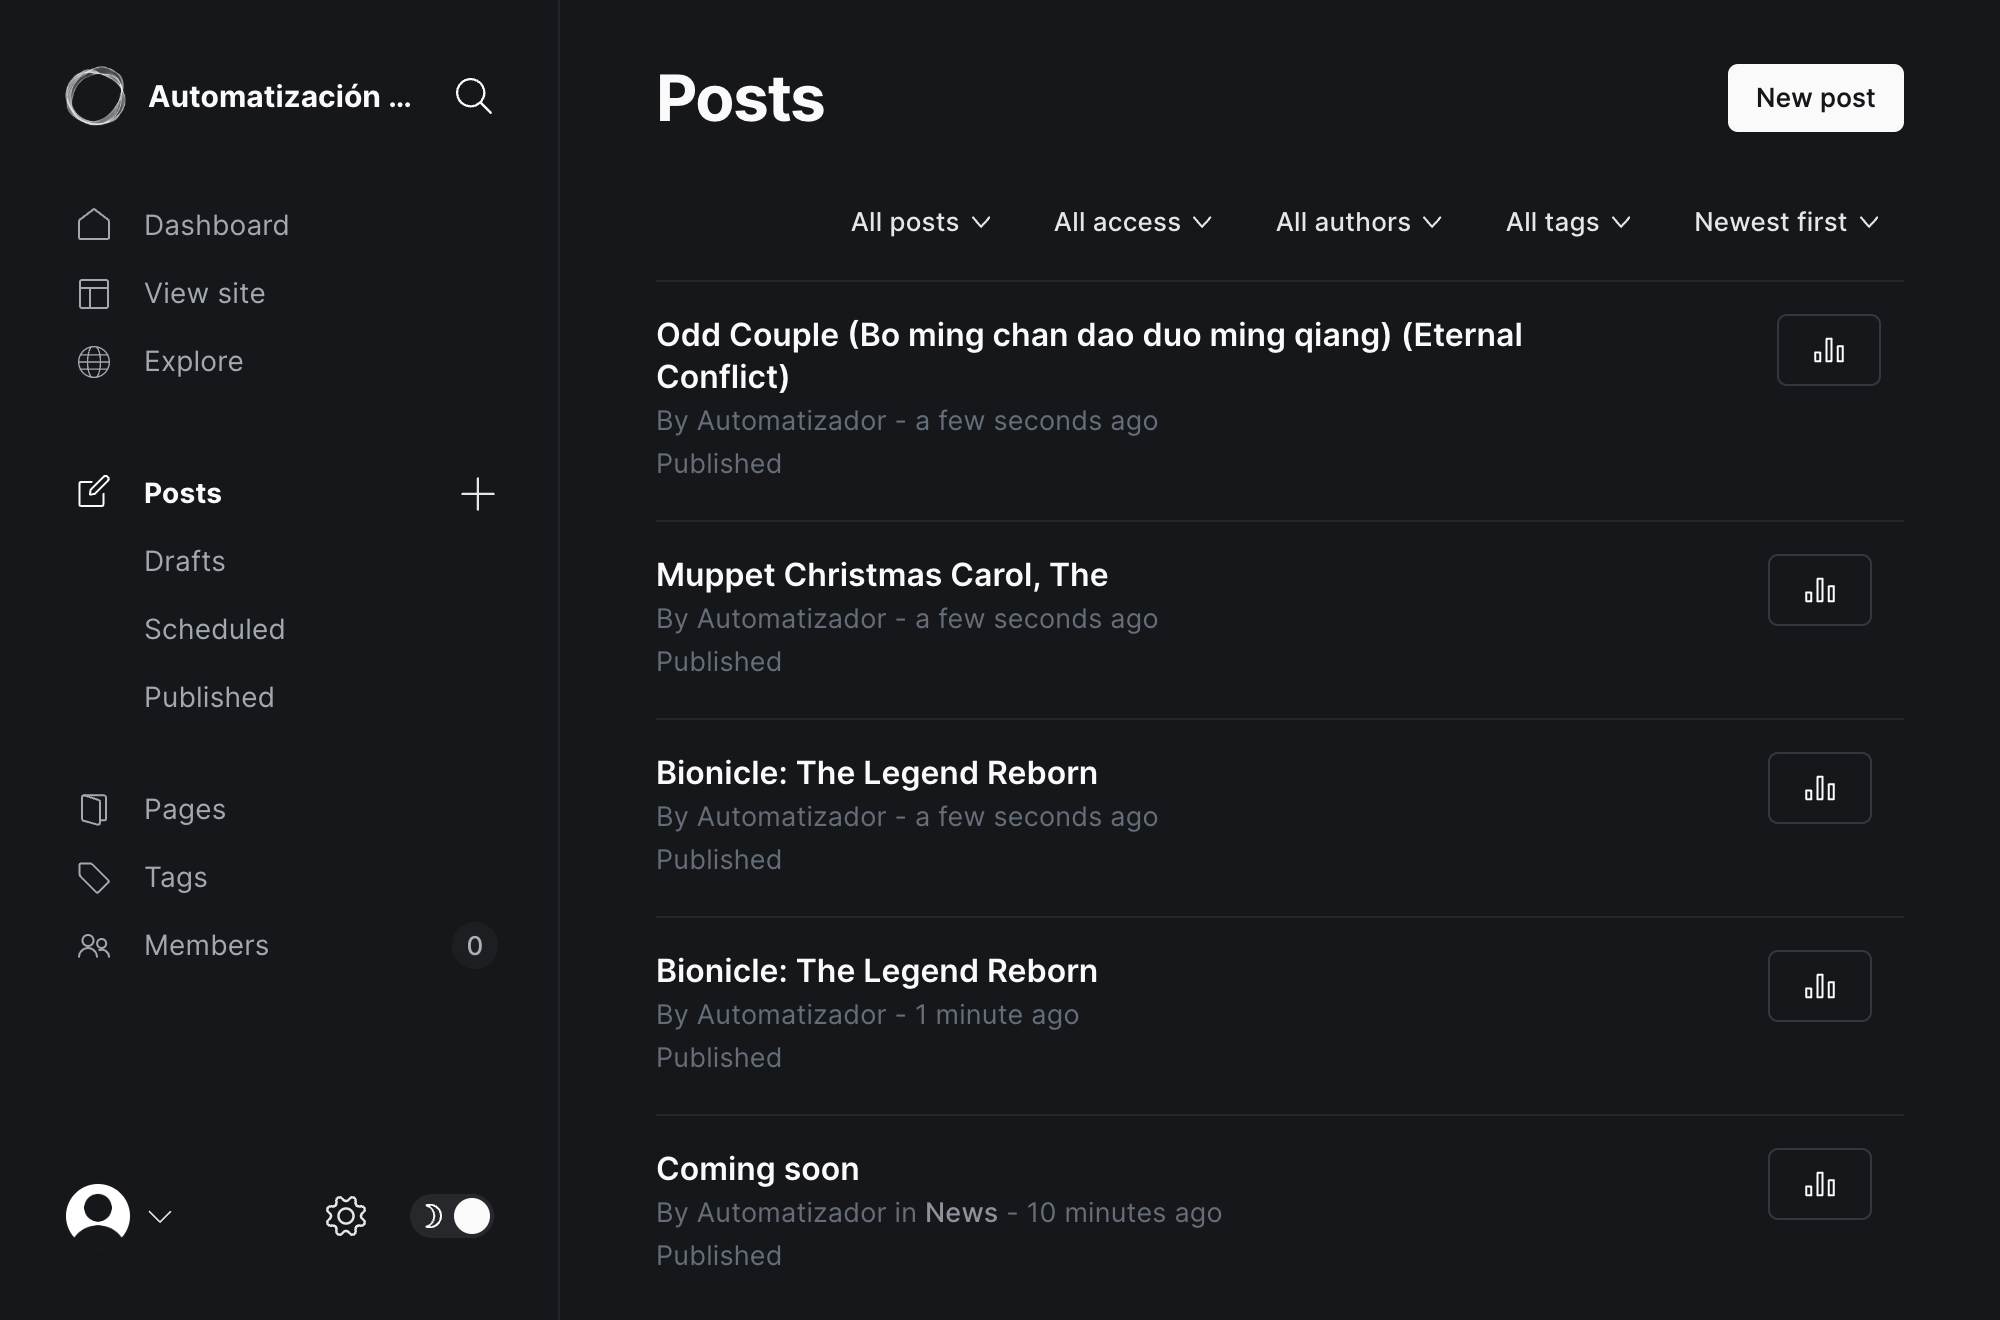 Automatización ...
Dashboard
View site
Explore
Posts
Drafts
Scheduled
Published
Pages
Tags
Members
0
Posts
New post
All posts
All access
All authors
All tags
Newest first
Odd Couple (Bo ming chan dao duo ming qiang) (Eternal
Conflict)
By Automatizador - a few seconds ago
Published
Muppet Christmas Carol, The
By Automatizador - a few seconds ago
Published
Bionicle: The Legend Reborn
By Automatizador - a few seconds ago
Published
Bionicle: The Legend Reborn
By Automatizador - 1 minute ago
Published
Coming soon
By Automatizador in News - 10 minutes ago
Published